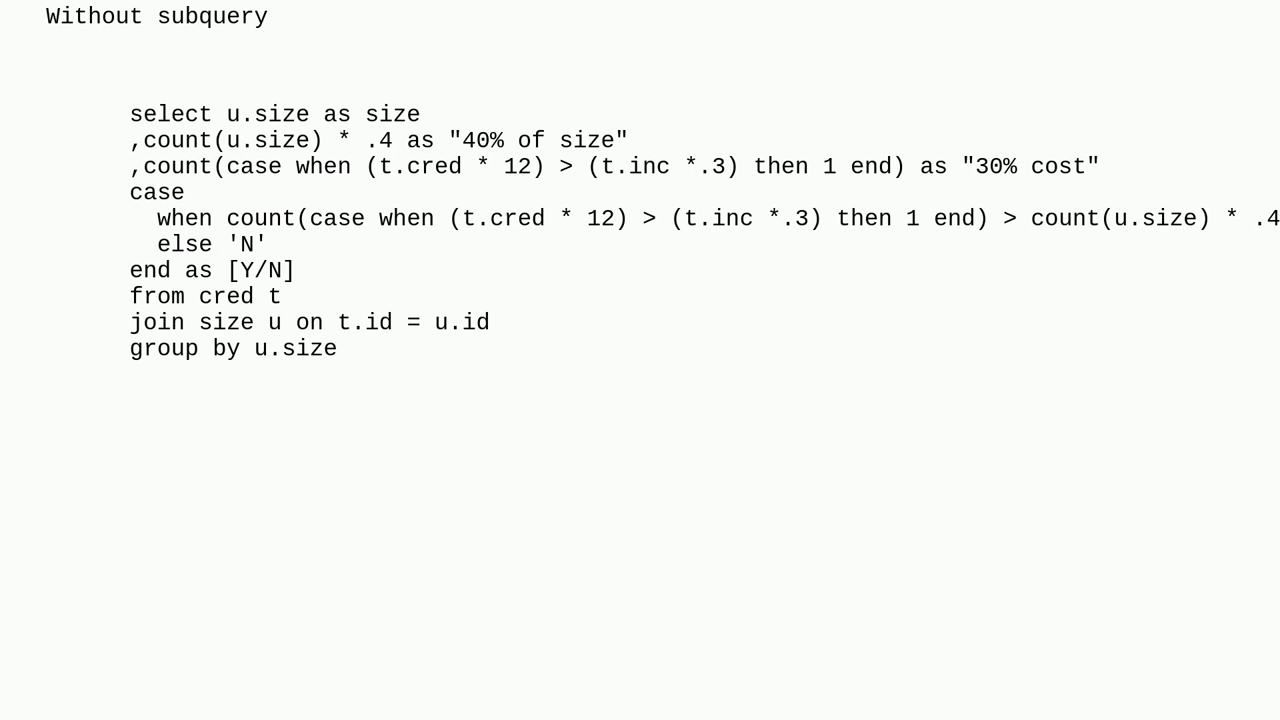 Without subquery
select u.size as size
,count(u.size) * .4 as "40% of size"
,count(case when (t.cred * 12) > (t.inc *.3) then 1 end) as "30% cost"
case
when count(case when (t.cred * 12) > (t.inc *.3) then 1 end) > count(u.size) * .4
else 'N'
end as [Y/N]
from cred t
join size u on t.id = u.id
group by u.size